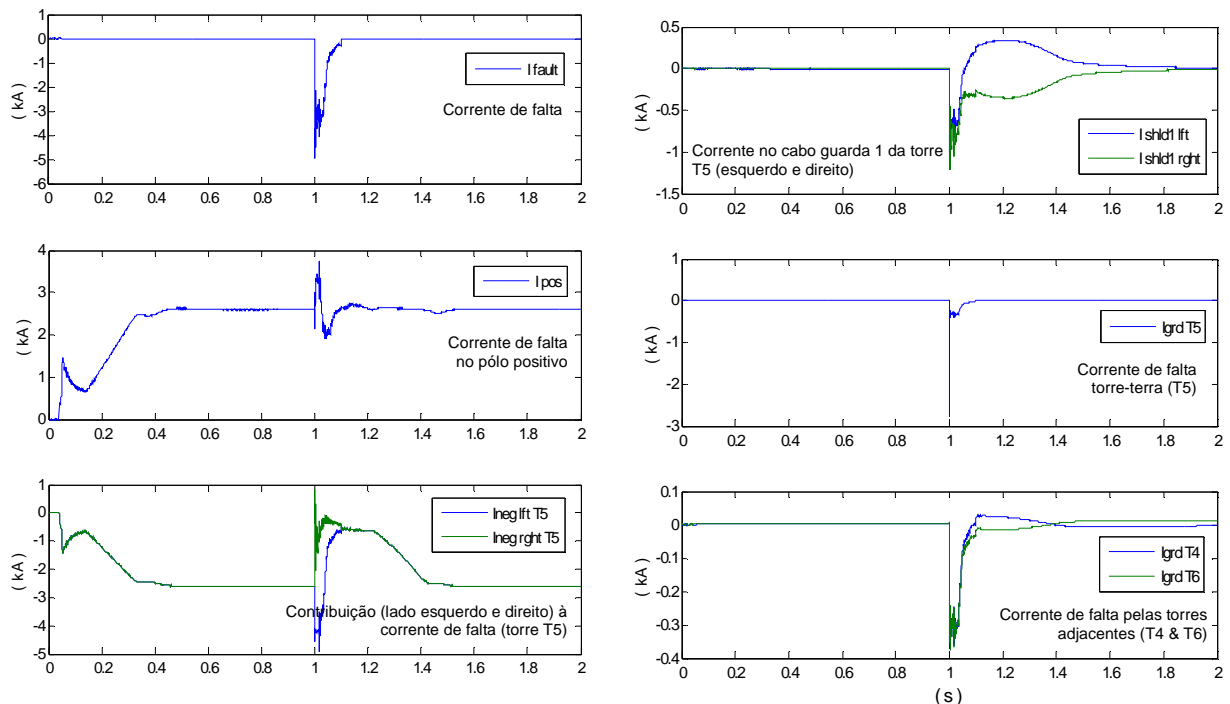 1
0
-1
-2
-3
-4
-5
-6
( kA )
I fault
Corrente de falta
0 0.2 0.4 0.6 0.8 1 1.2 1.4 1.6 1.8 2
4
3
2
1
0
( kA )
I pos
Corrente de falta
no pólo positivo
0 0.2 0.4 0.6 0.8 1 1.2 1.4 1.6 1.8 2
1
0
-1
-2
-3
-4
-5
( kA )
Ineg lft T5
Ineg rght T5
Contribuição (lado esquerdo e direito) à
corrente de falta (torre T5)
0 0.2 0.4 0.6 0.8 1 1.2 1.4 1.6 1.8 2
0.5
0
-0.5
-1
-1.5
( kA )
I shld1 lft
I shld1 rght
Corrente no cabo guarda 1 da torre
T5 (esquerdo e direito)
0 0.2 0.4 0.6 0.8 1 1.2 1.4 1.6 1.8 2
1
0
-1
-2
-3
( kA )
Igrd T5
Corrente de falta
torre-terra (T5)
0 0.2 0.4 0.6 0.8 1 1.2 1.4 1.6 1.8 2
0.1
0
-0.1
-0.2
-0.3
-0.4
( kA )
Igrd T4
Igrd T6
Corrente de falta pelas torres
adjacentes (T4 & T6)
0 0.2 0.4 0.6 0.8 1 1.2 1.4 1.6 1.8 2
( s )